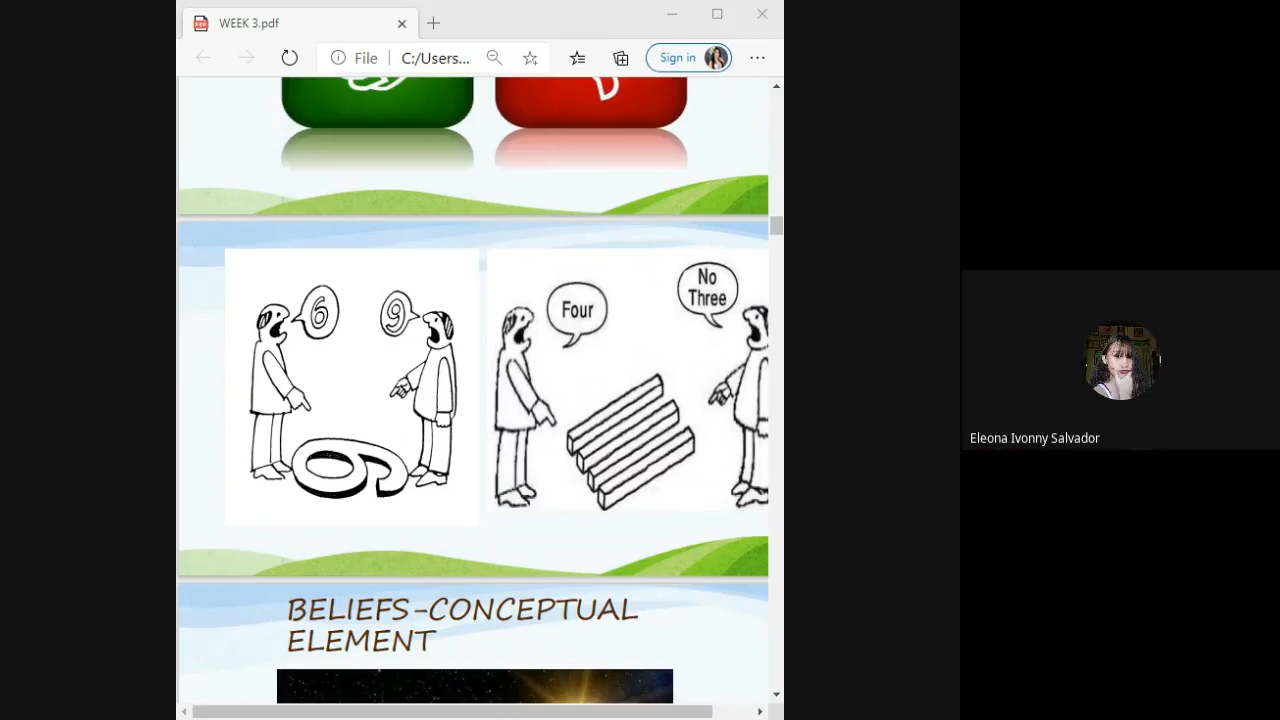 WEEK 3.pdf
File
C:/Users...
Sign in
6
9
Four
No
Three
BELIEFS-CONCEPTUAL
ELEMENT
Eleona Ivonny Salvador